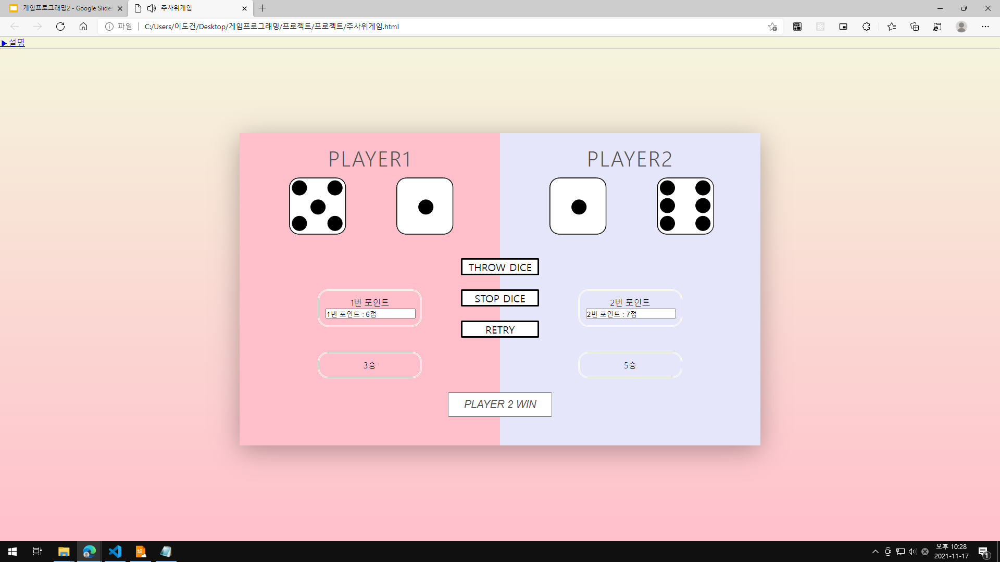 게임프로그래밍2 - Google Slides
주사위게임
파일
C:/Users/이도건/Desktop/게임프로그래밍/프로젝트/프로젝트/주사위게임.html
▶설명
PLAYER1
PLAYER2
THROW DICE
STOP DICE
RETRY
1번 포인트
1번 포인트 : 6점
2번 포인트
2번 포인트 : 7점
3승
5승
PLAYER 2 WIN
오후 10:28
2021-11-17
1